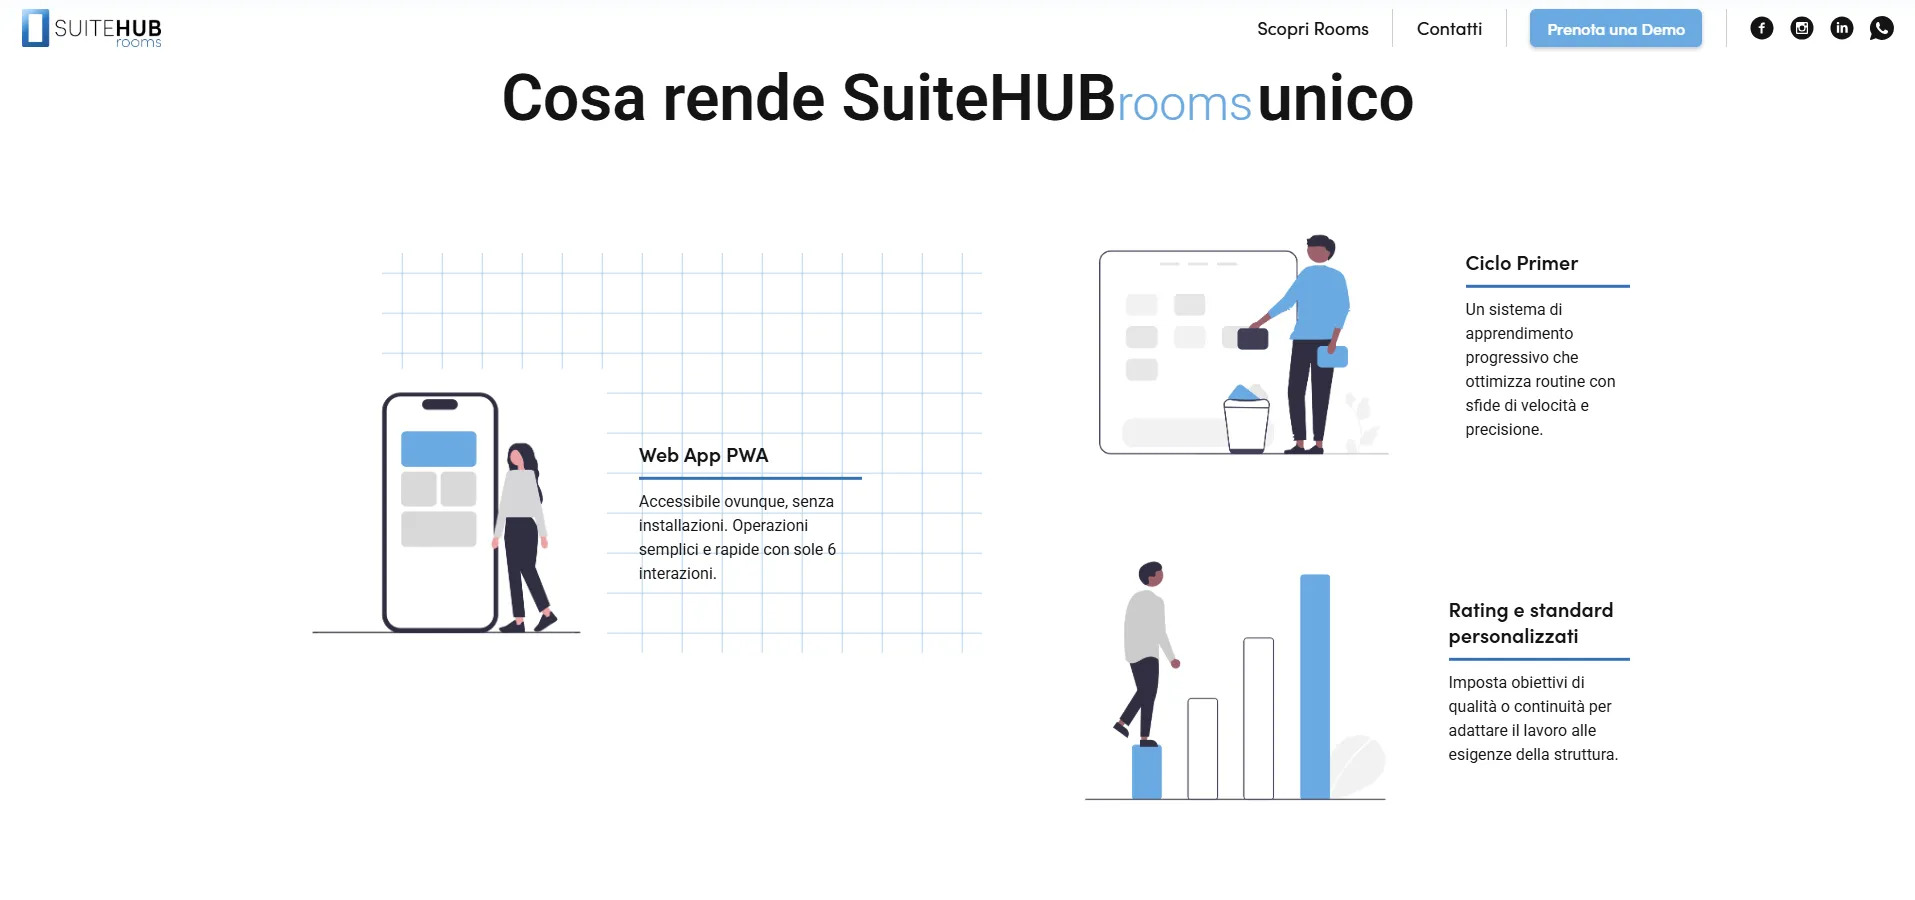 SUITEHUB
rooms
Scopri Rooms
Contatti
Prenota una Demo
Cosa rende SuiteHUBrooms unico
Web App PWA
Accessibile ovunque, senza
installazioni. Operazioni
semplici e rapide con sole 6
interazioni.
Ciclo Primer
Un sistema di
apprendimento
progressivo che
ottimizza routine con
sfide di velocità e
precisione.
Rating e standard
personalizzati
Imposta obiettivi di
qualità o continuità per
adattare il lavoro alle
esigenze della struttura.